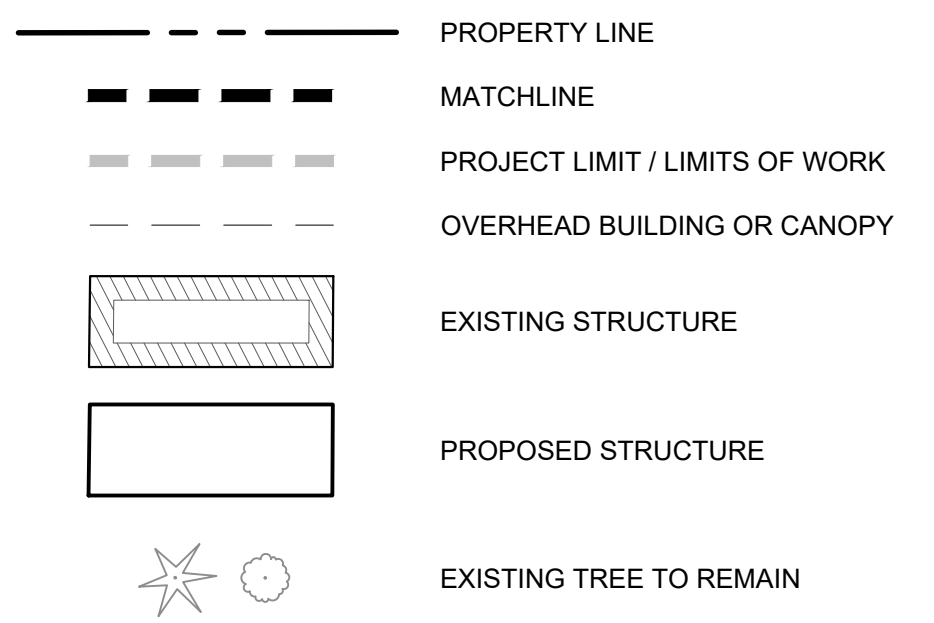 PROPERTY LINE
MATCHLINE
PROJECT LIMIT / LIMITS OF WORK
OVERHEAD BUILDING OR CANOPY
EXISTING STRUCTURE
PROPOSED STRUCTURE
EXISTING TREE TO REMAIN